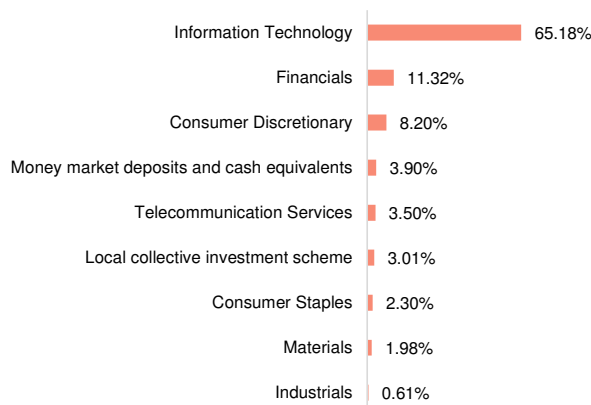 Information Technology 65.18%
Financials 11.32%
Consumer Discretionary 8.20%
Money market deposits and cash equivalents 3.90%
Telecommunication Services 3.50%
Local collective investment scheme 3.01%
Consumer Staples 2.30%
Materials 1.98%
Industrials 0.61%